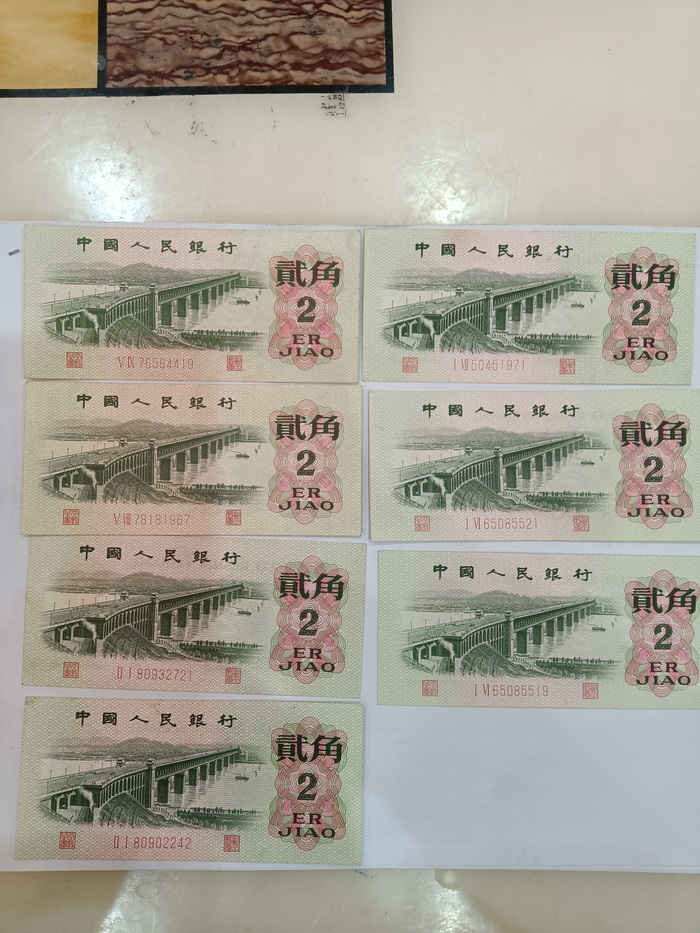 中國人民銀行
貳角
2
ER
JIAO
V IX 76564419
中國人民銀行
貳角
2
ER
JIAO
V VIII 78181967
中國人民銀行
貳角
2
ER
JIAO
II I 80932721
中國人民銀行
貳角
2
ER
JIAO
II I 80902242
中國人民銀行
貳角
2
ER
JIAO
I VII 50451971
中國人民銀行
貳角
2
ER
JIAO
I VI 65085521
中國人民銀行
貳角
2
ER
JIAO
I VI 65085519